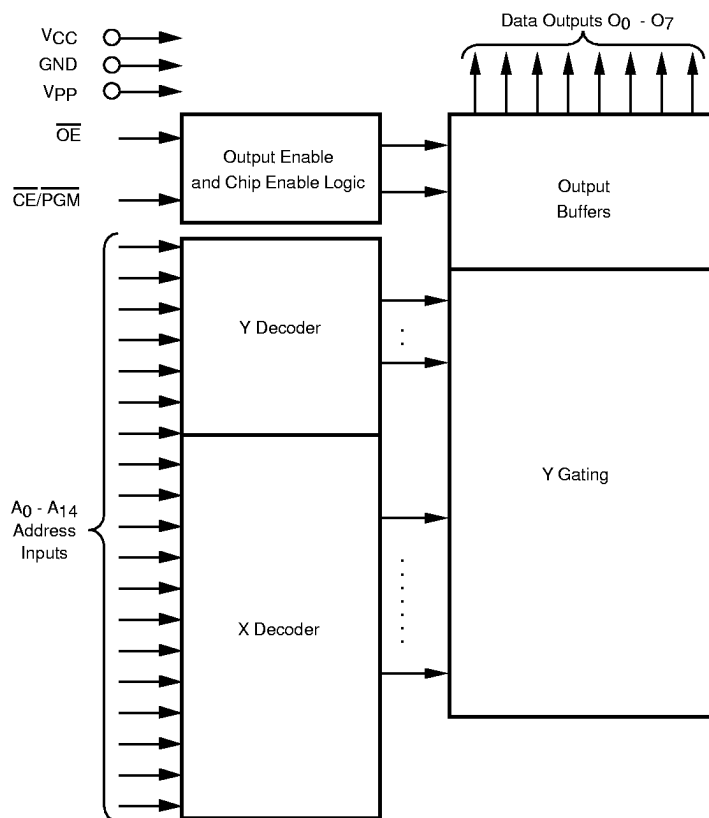 VCC
GND
VPP
OE
CE/PGM
Output Enable
and Chip Enable Logic
Data Outputs O0 - O7
Output
Buffers
Y Decoder
Y Gating
A0 - A14
Address
Inputs
X Decoder